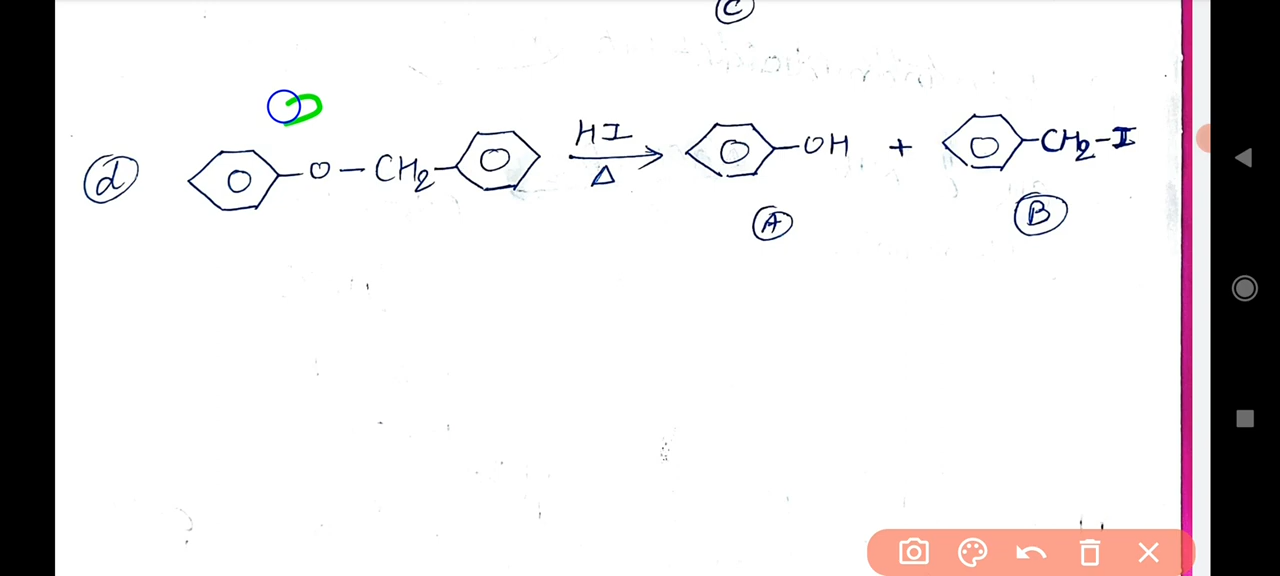 C
d O O-CH2- O HI Δ O -OH + O -CH2-I
A B